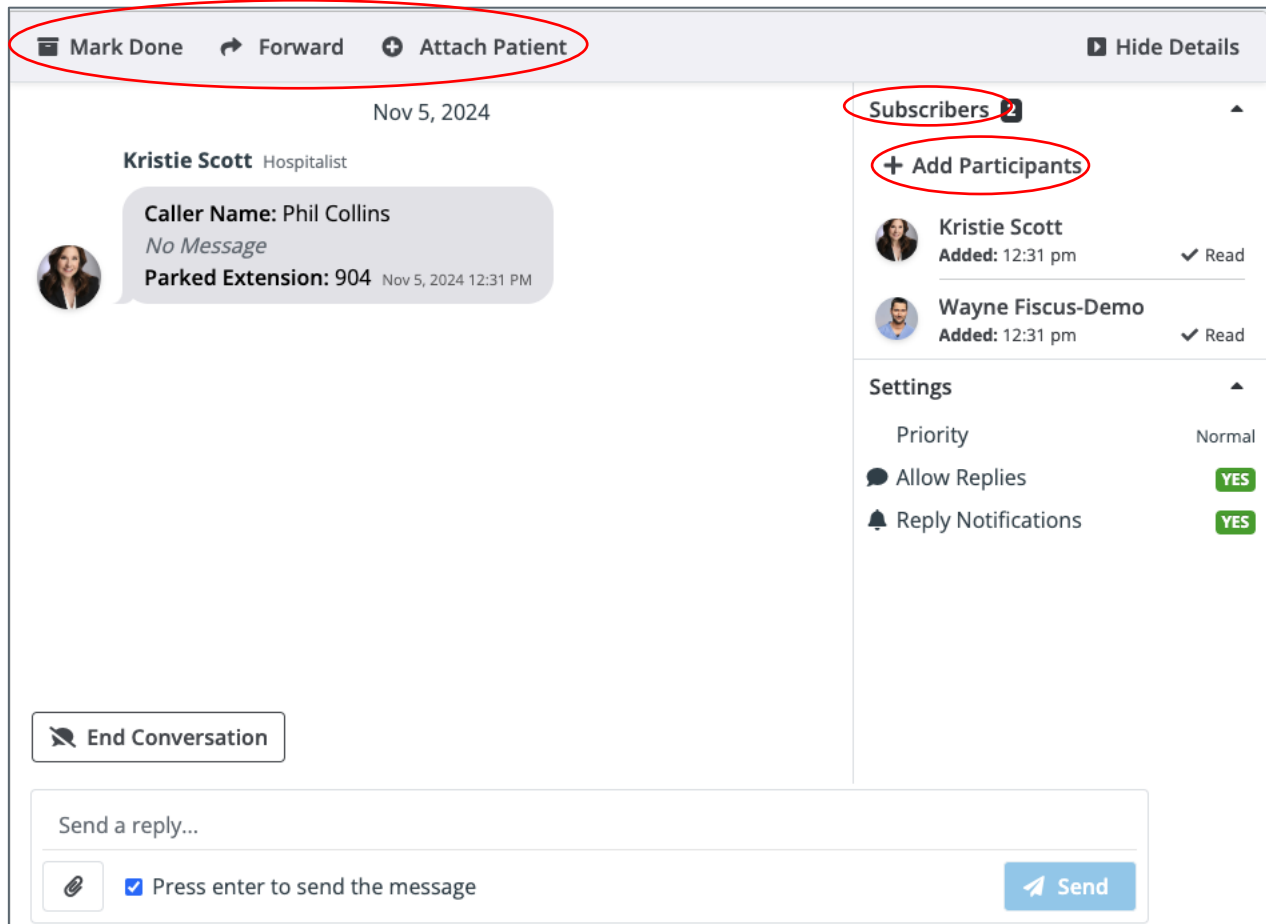 Mark Done Forward Attach Patient Hide Details
Nov 5, 2024
Kristie Scott Hospitalist
Caller Name: Phil Collins
No Message
Parked Extension: 904 Nov 5, 2024 12:31 PM
End Conversation
Send a reply...
Press enter to send the message
Send
Subscribers 2
Add Participants
Kristie Scott
Added: 12:31 pm Read
Wayne Fiscus-Demo
Added: 12:31 pm Read
Settings
Priority Normal
Allow Replies YES
Reply Notifications YES